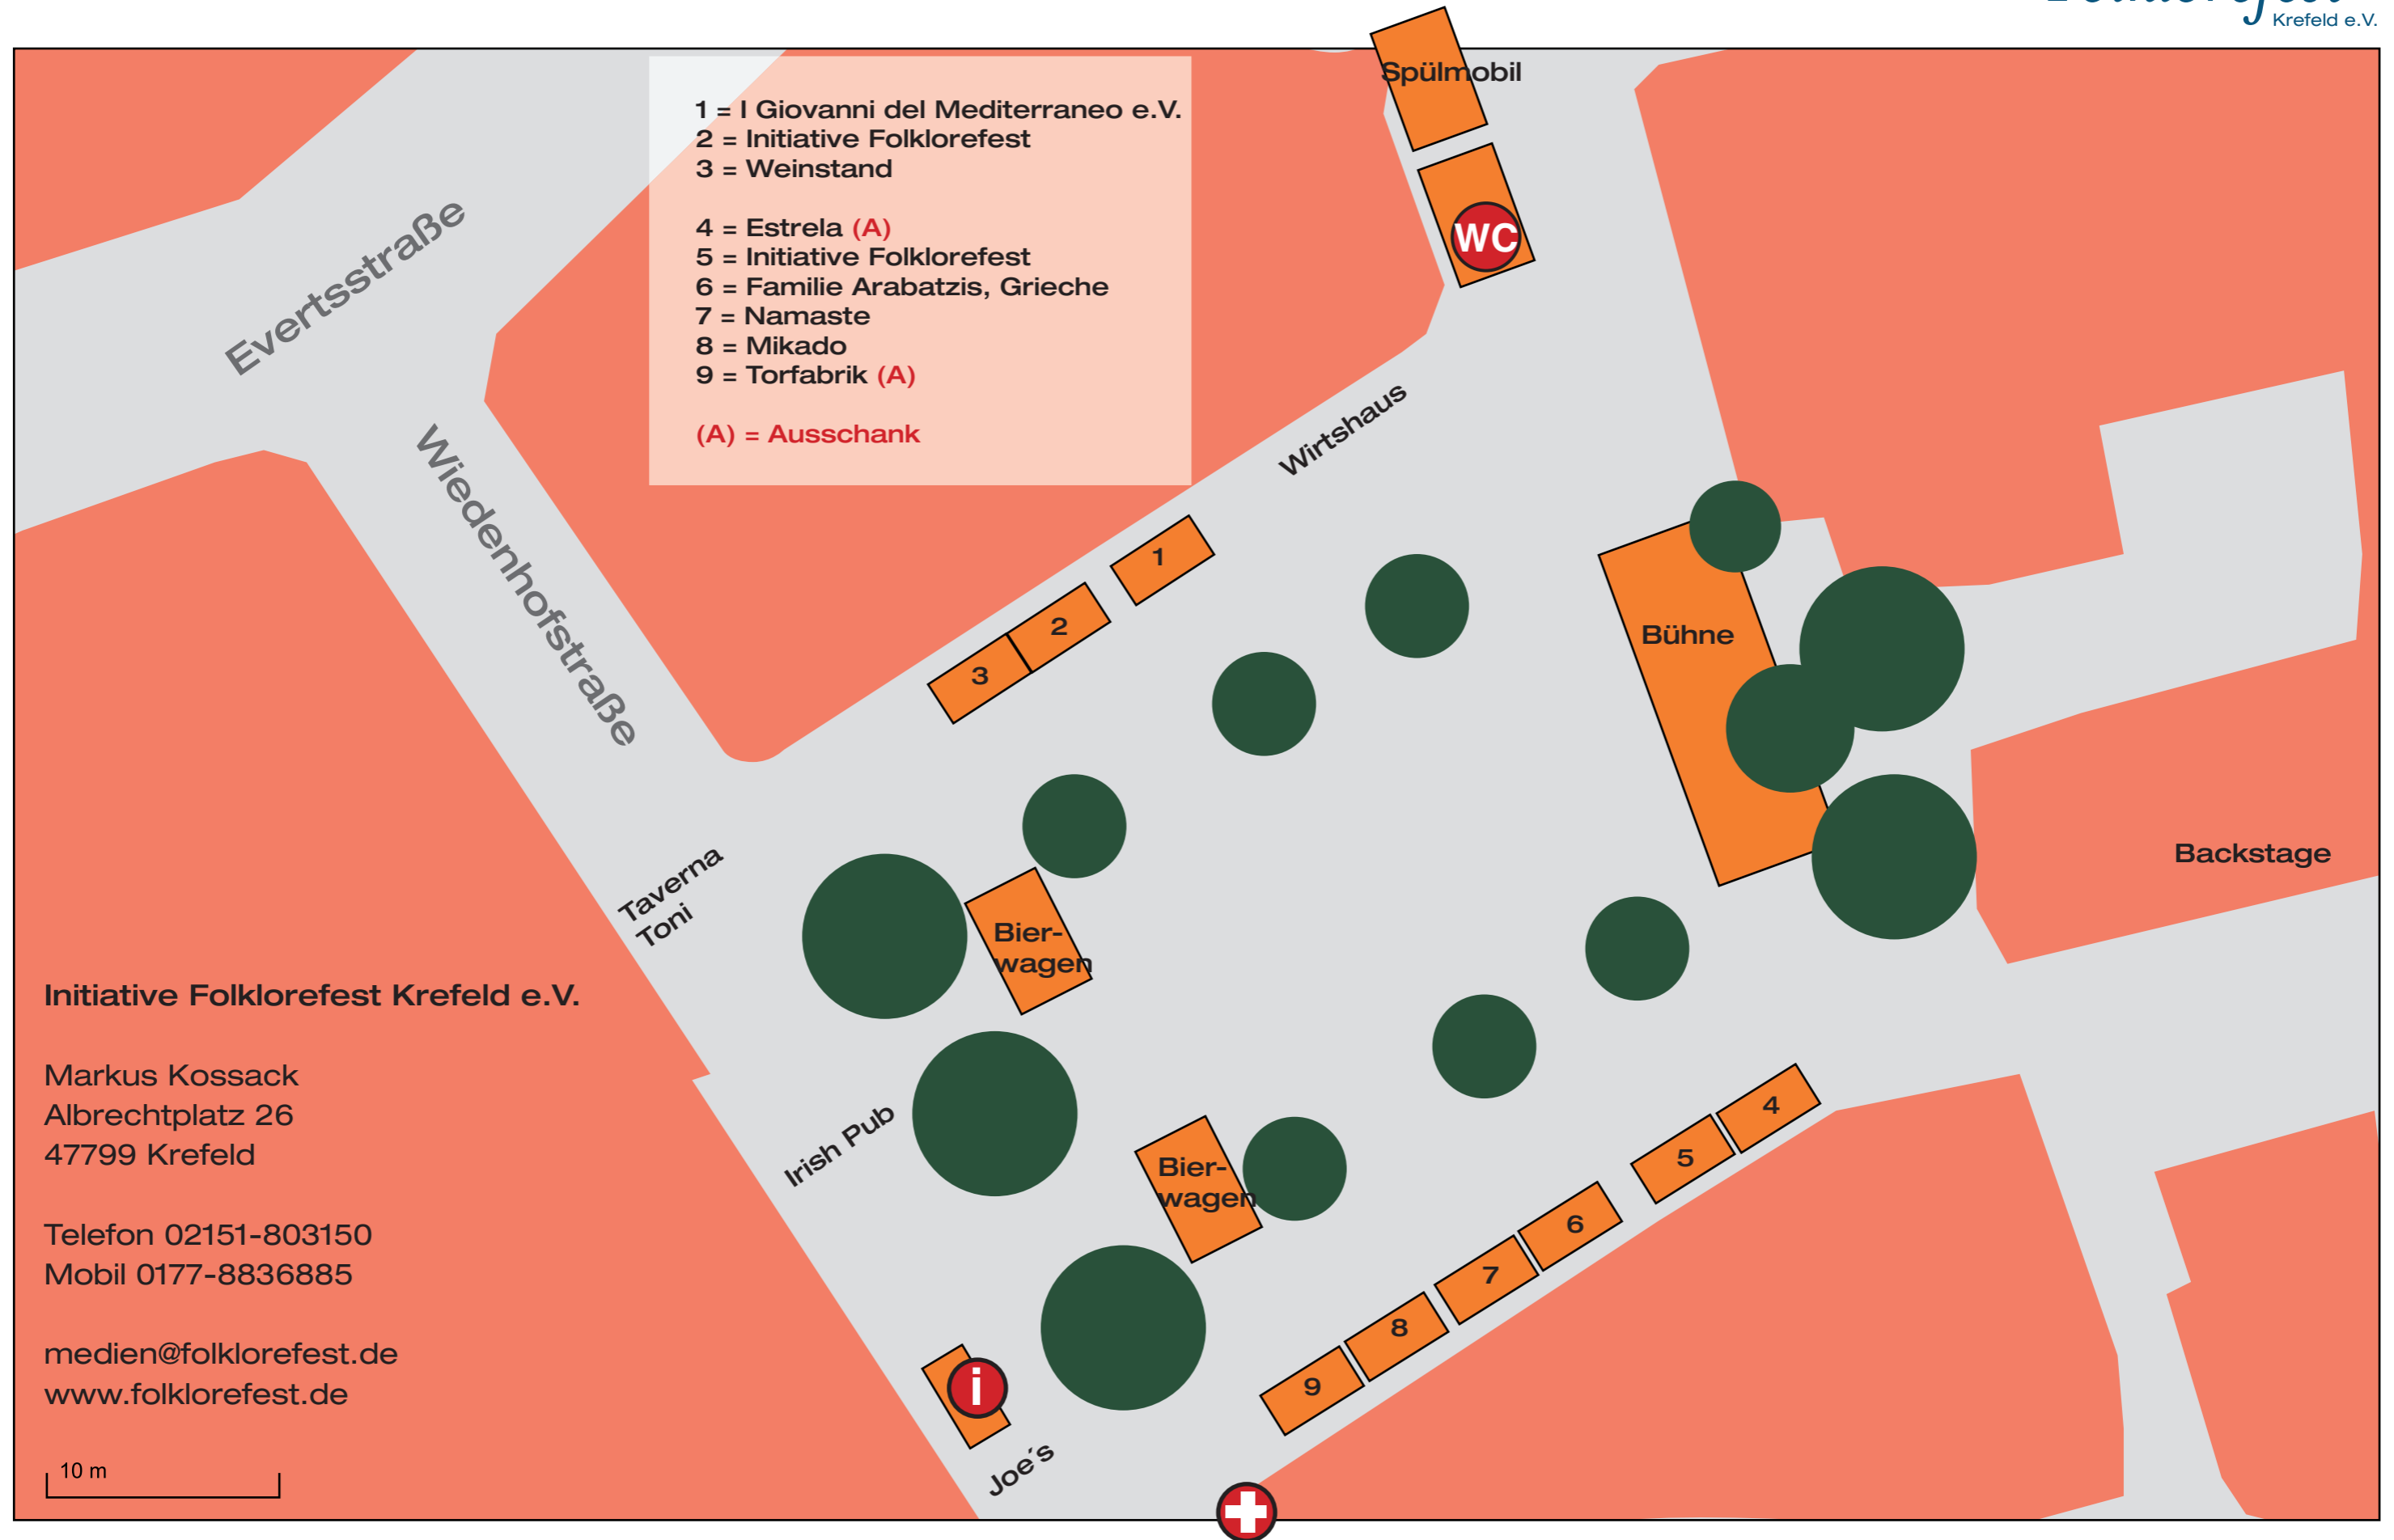 Krefeld e.V.
Spülmobil
1 = I Giovanni del Mediterraneo e.V.
2 = Initiative Folklorefest
3 = Weinstand
4 = Estrela (A)
5 = Initiative Folklorefest
6 = Familie Arabatzis, Grieche
7 = Namaste
8 = Mikado
9 = Torfabrik (A)
(A) = Ausschank
WC
Evertsstraße
Wiedenhofstraße
Wirtshaus
1
2
3
Bühne
Backstage
Taverna
Toni
Bier-
wagen
Irish Pub
Bier-
wagen
4
5
6
7
8
9
i
Joe´s
Initiative Folklorefest Krefeld e.V.
Markus Kossack
Albrechtplatz 26
47799 Krefeld
Telefon 02151-803150
Mobil 0177-8836885
medien@folklorefest.de
www.folklorefest.de
10 m